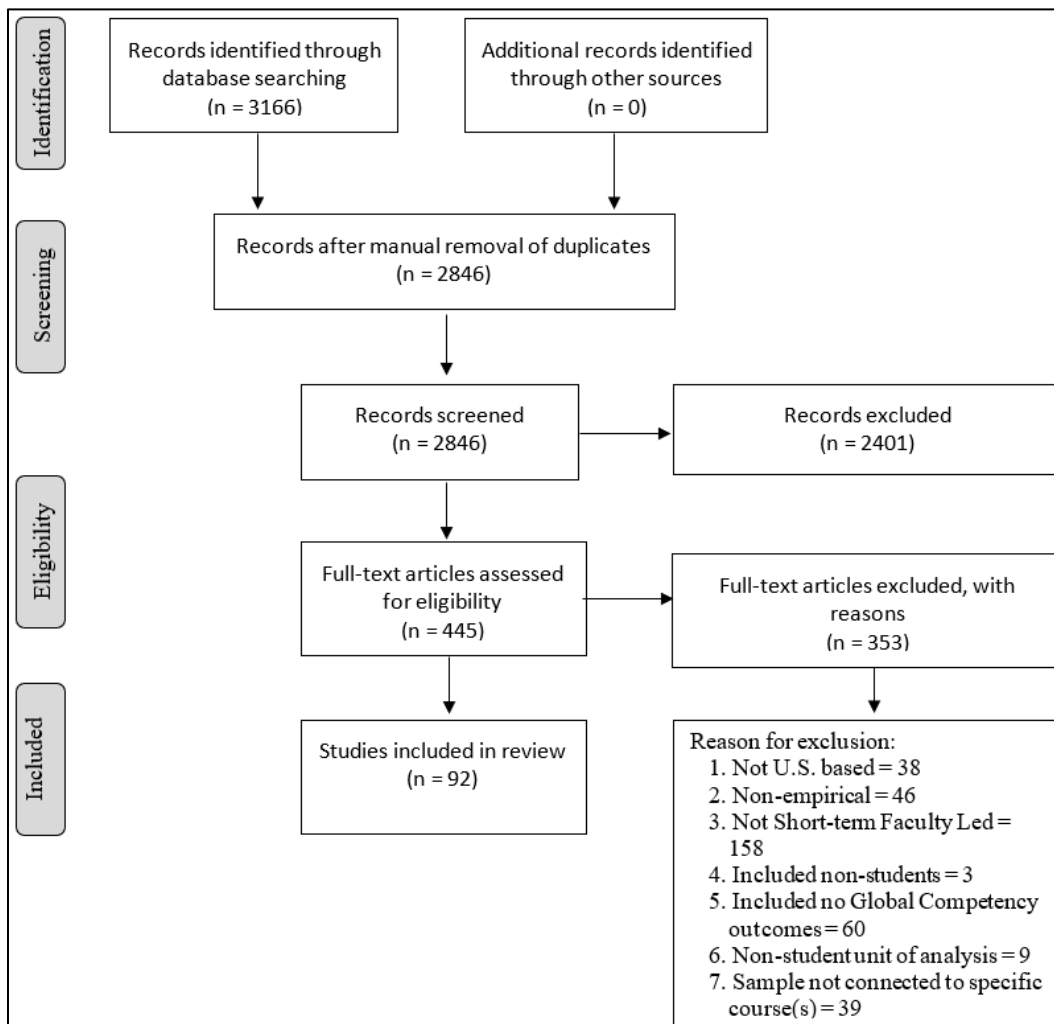 Identification
Records identified through
database searching
(n = 3166)
Additional records identified
through other sources
(n = 0)
Screening
Records after manual removal of duplicates
(n = 2846)
Records screened
(n = 2846)
Records excluded
(n = 2401)
Eligibility
Full-text articles assessed
for eligibility
(n = 445)
Full-text articles excluded, with
reasons
(n = 353)
Included
Studies included in review
(n = 92)
Reason for exclusion:
1. Not U.S. based = 38
2. Non-empirical = 46
3. Not Short-term Faculty Led =
158
4. Included non-students = 3
5. Included no Global Competency
outcomes = 60
6. Non-student unit of analysis = 9
7. Sample not connected to specific
course(s) = 39